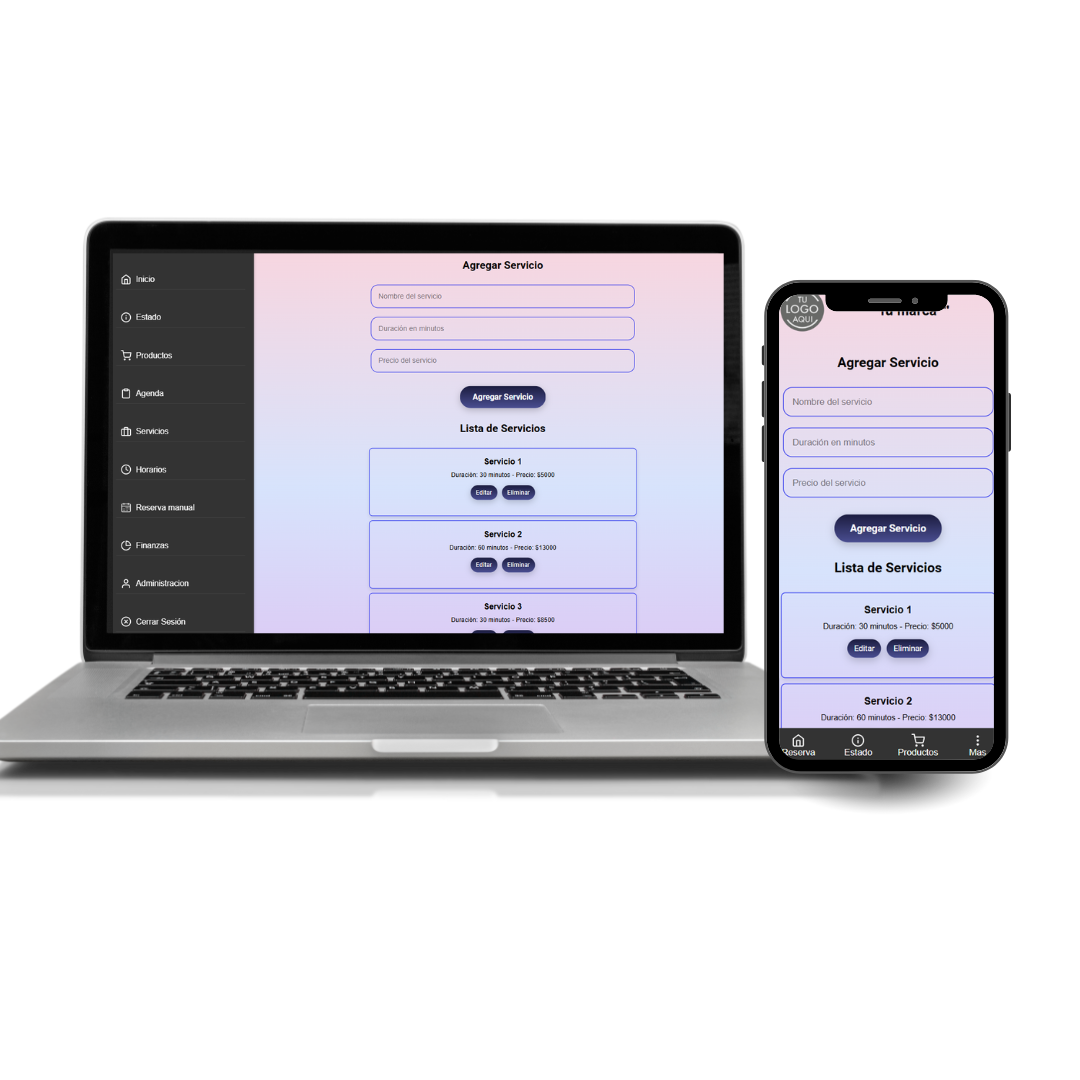 Inicio
Estado
Productos
Agenda
Servicios
Horarios
Reserva manual
Finanzas
Administracion
Cerrar Sesión
Agregar Servicio
Nombre del servicio
Duración en minutos
Precio del servicio
Agregar Servicio
Lista de Servicios
Servicio 1
Duración: 30 minutos - Precio: $5000
Editar Eliminar
Servicio 2
Duración: 60 minutos - Precio: $13000
Editar Eliminar
Servicio 3
Duración: 30 minutos - Precio: $8500
TU
LOGO
AQUI
Tu marca
Agregar Servicio
Nombre del servicio
Duración en minutos
Precio del servicio
Agregar Servicio
Lista de Servicios
Servicio 1
Duración: 30 minutos - Precio: $5000
Editar Eliminar
Servicio 2
Duración: 60 minutos - Precio: $13000
Reserva Estado Productos Mas